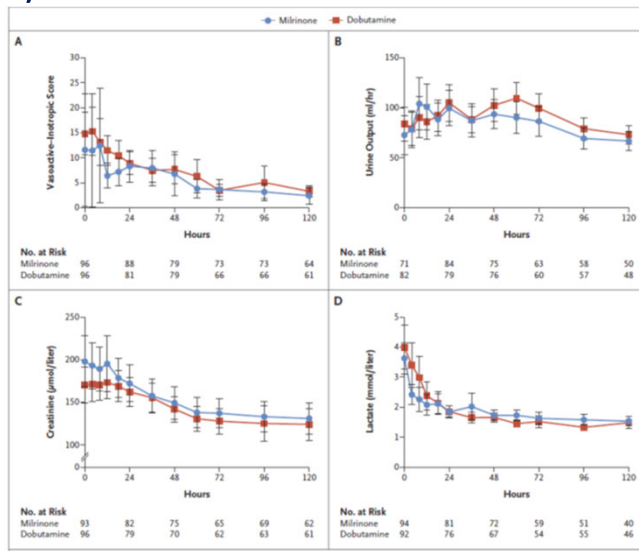 Milrinone Dobutamine
A
Vasoactive–Inotropic Score
30
25
20
15
10
5
0
0 24 48 72 96 120
Hours
No. at Risk
Milrinone 96 88 79 73 73 64
Dobutamine 96 81 79 66 66 61
B
Urine Output (ml/hr)
150
100
50
0
0 24 48 72 96 120
Hours
No. at Risk
Milrinone 71 84 75 63 58 50
Dobutamine 82 79 76 60 57 48
C
Creatinine (µmol/liter)
250
200
150
100
0
0 24 48 72 96 120
Hours
No. at Risk
Milrinone 93 82 75 65 69 62
Dobutamine 96 79 70 62 63 61
D
Lactate (mmol/liter)
5
4
3
2
1
0
0 24 48 72 96 120
Hours
No. at Risk
Milrinone 94 81 72 59 51 40
Dobutamine 92 76 67 54 55 46